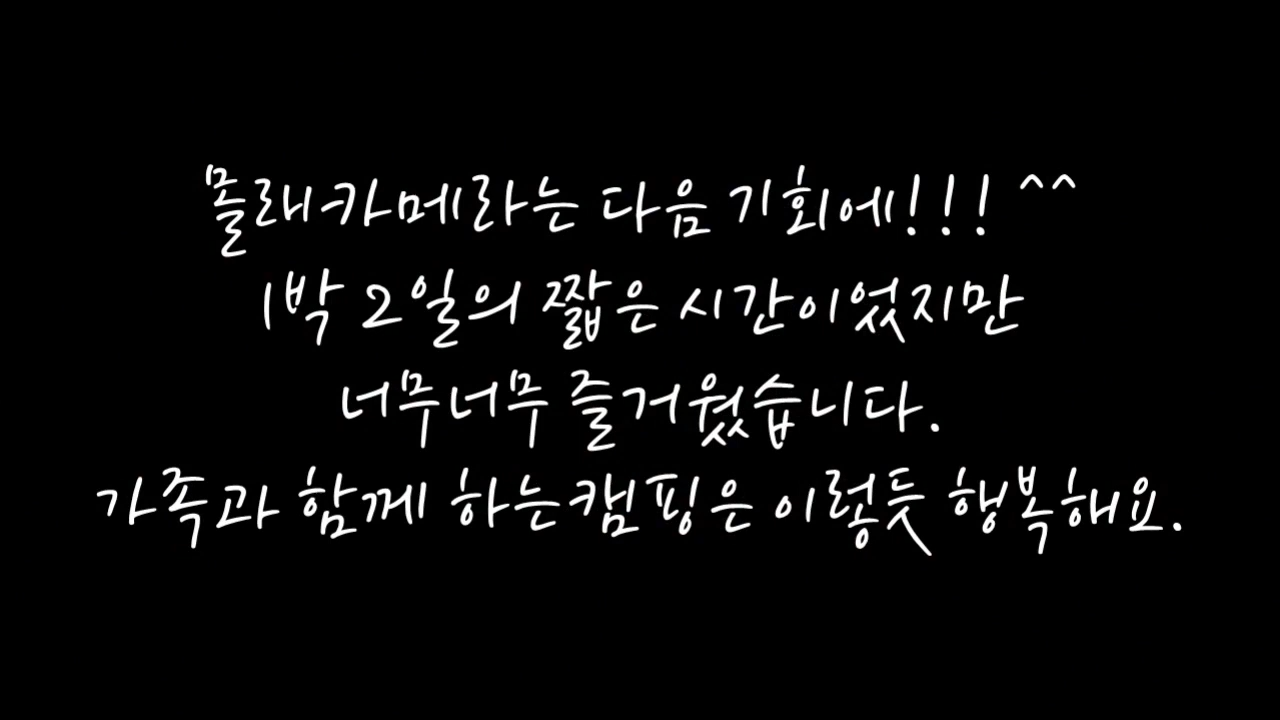 몰래카메라는 다음 기회에!!! ^^
1박 2일의 짧은 시간이었지만
너무너무 즐거웠습니다.
가족과 함께 하는캠핑은 이렇듯 행복해요.